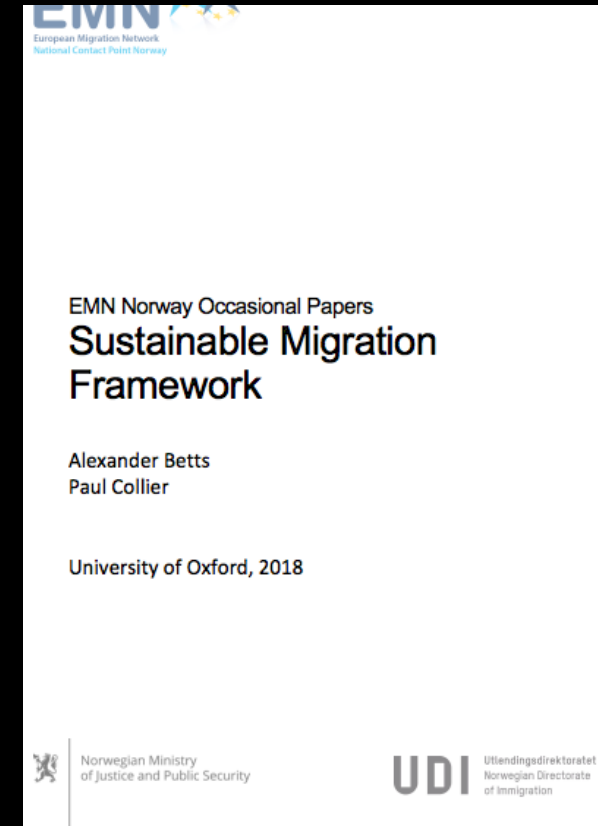 EMN
European Migration Network
National Contact Point Norway
EMN Norway Occasional Papers
Sustainable Migration
Framework
Alexander Betts
Paul Collier
University of Oxford, 2018
Norwegian Ministry
of Justice and Public Security
UDI
Utlendingsdirektoratet
Norwegian Directorate
of Immigration